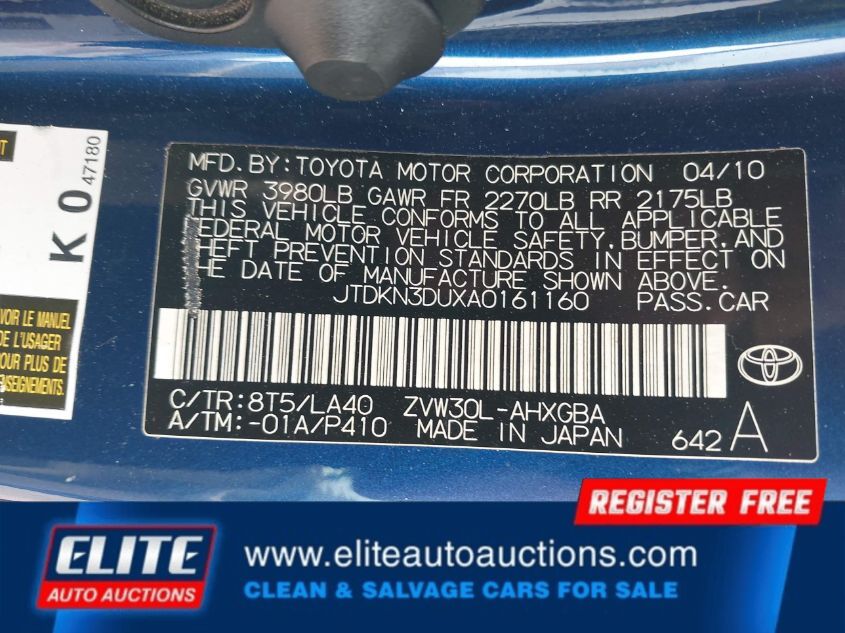 OT
K 0 47180
VOIR LE MANUEL
DE L'USAGER
POUR PLUS DE
RENSEIGNEMENTS.
MFD. BY: TOYOTA MOTOR CORPORATION 04/10
GVWR 3980LB GAWR FR 2270LB RR 2175LB
THIS VEHICLE CONFORMS TO ALL APPLICABLE
FEDERAL MOTOR VEHICLE SAFETY, BUMPER, AND
THEFT PREVENTION STANDARDS IN EFFECT ON
THE DATE OF MANUFACTURE SHOWN ABOVE.
JTDKN3DUXA0161160 PASS. CAR
C/TR: 8T5/LA40 ZVW30L-AHXGBA
A/TM: -01A/P410 MADE IN JAPAN 642 A
REGISTER FREE
ELITE
AUTO AUCTIONS
www.eliteautoauctions.com
CLEAN & SALVAGE CARS FOR SALE